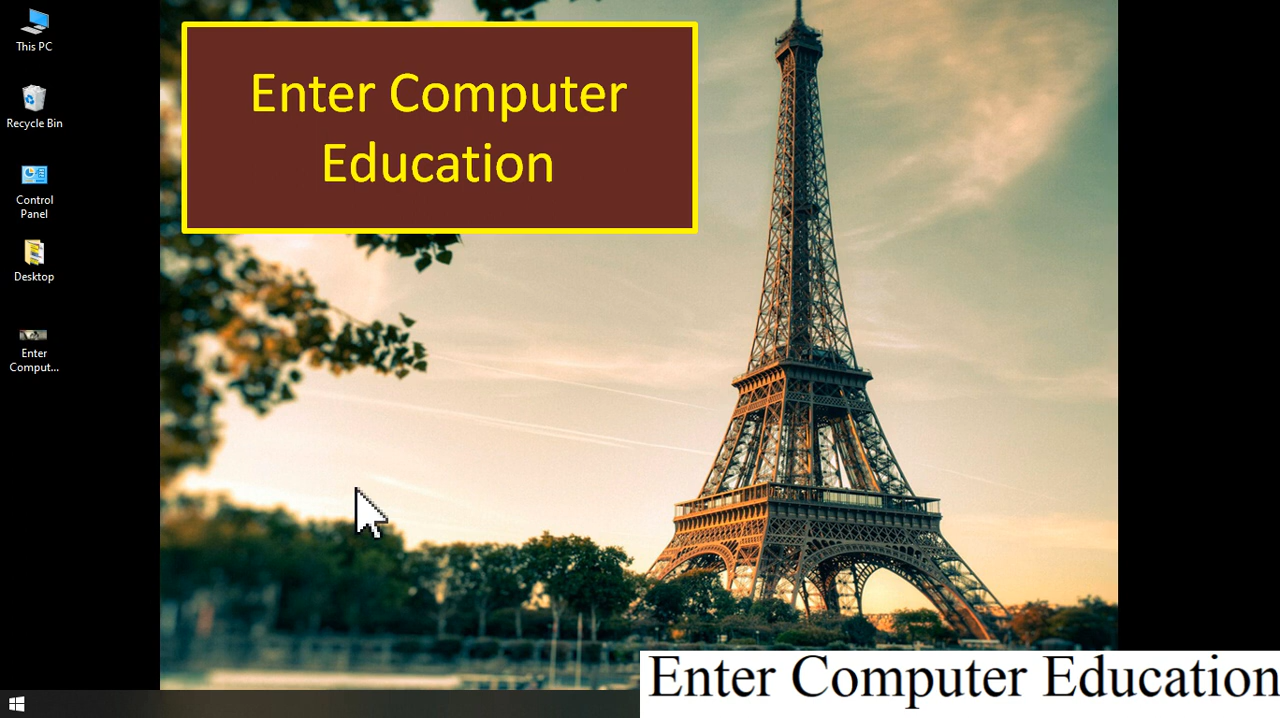 This PC
Recycle Bin
Control
Panel
Desktop
Enter
Comput...
Enter Computer
Education
Enter Computer Education